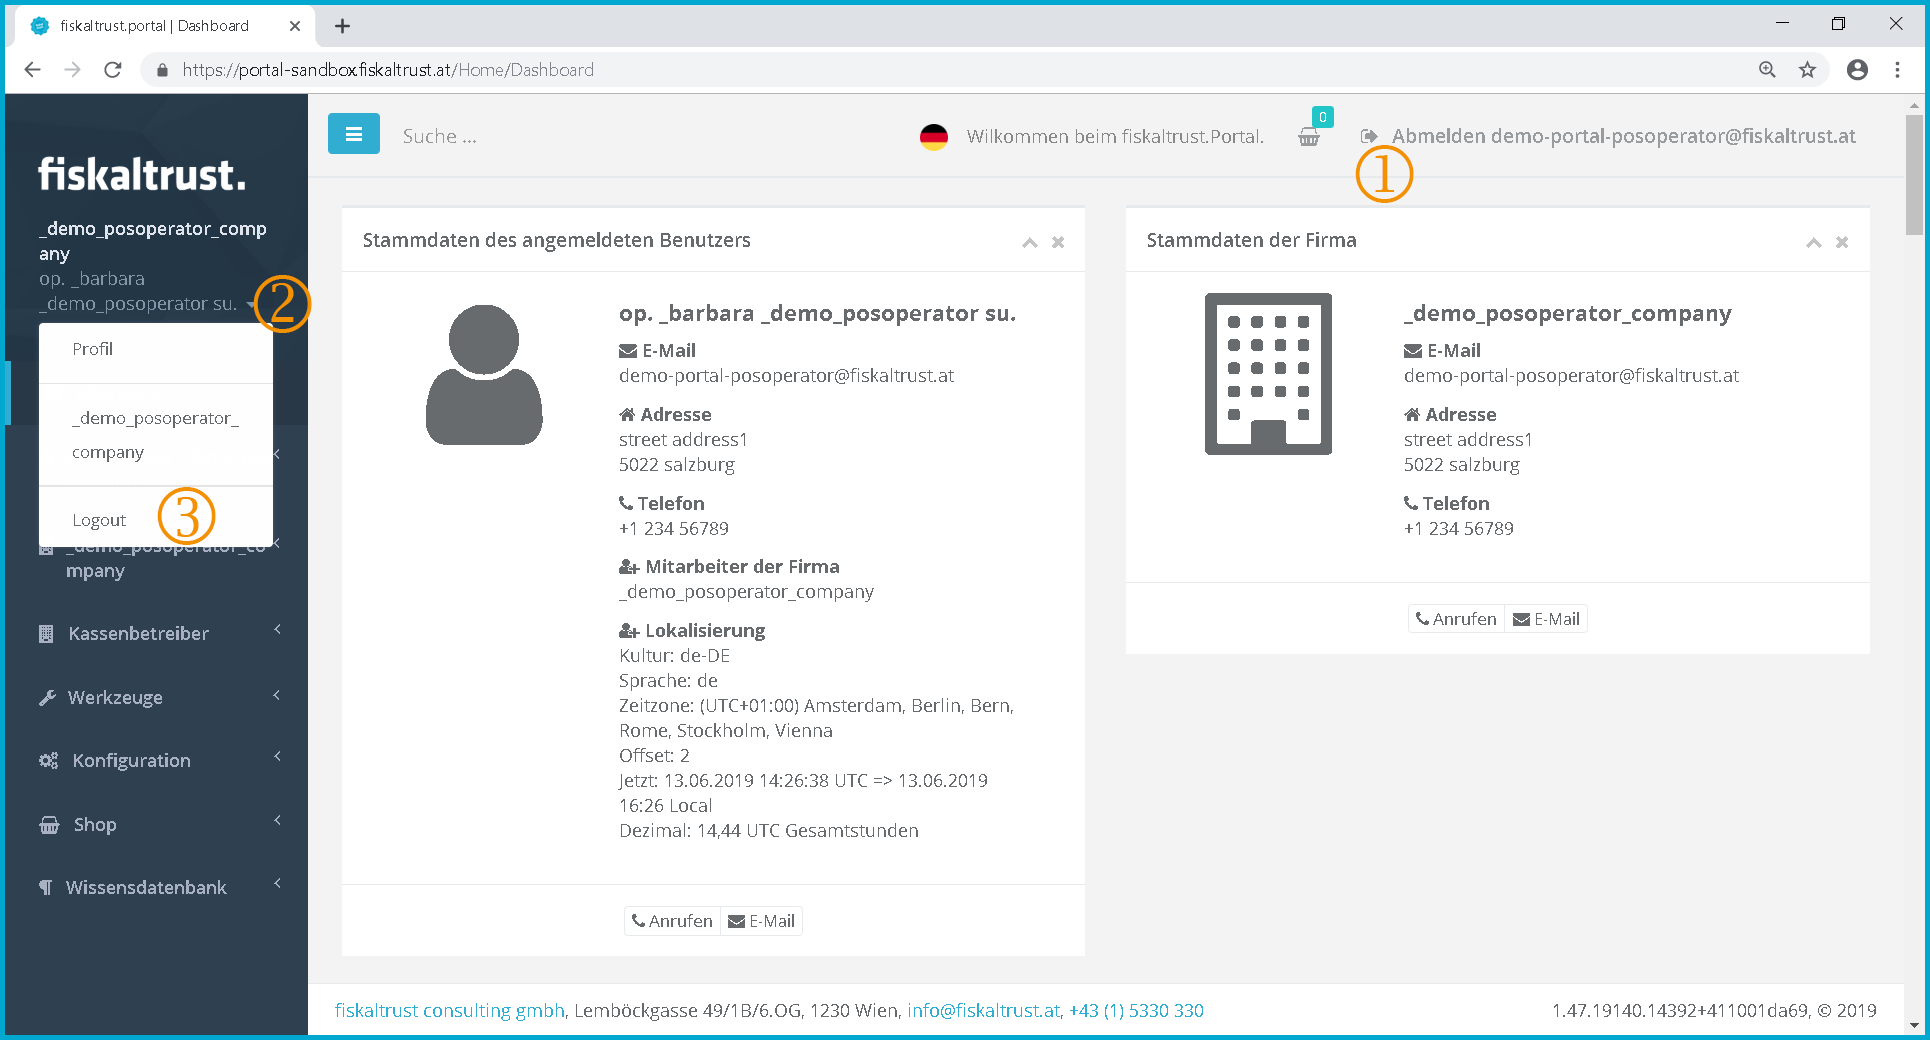 fiskaltrust.portal | Dashboard
https://portal-sandbox.fiskaltrust.at/Home/Dashboard
fiskaltrust.
_demo_posoperator_comp
any
op. _barbara
_demo_posoperator su.
2
Profil
_demo_posoperator_
company
Logout
3
_demo_posoperator_co
mpany
Kassenbetreiber
Werkzeuge
Konfiguration
Shop
Wissensdatenbank
Suche ...
Wilkommen beim fiskaltrust.Portal.
0
Abmelden demo-portal-posoperator@fiskaltrust.at
1
Stammdaten des angemeldeten Benutzers
op. _barbara _demo_posoperator su.
E-Mail
demo-portal-posoperator@fiskaltrust.at
Adresse
street address1
5022 salzburg
Telefon
+1 234 56789
Mitarbeiter der Firma
_demo_posoperator_company
Lokalisierung
Kultur: de-DE
Sprache: de
Zeitzone: (UTC+01:00) Amsterdam, Berlin, Bern,
Rome, Stockholm, Vienna
Offset: 2
Jetzt: 13.06.2019 14:26:38 UTC => 13.06.2019
16:26 Local
Dezimal: 14,44 UTC Gesamtstunden
Anrufen E-Mail
Stammdaten der Firma
_demo_posoperator_company
E-Mail
demo-portal-posoperator@fiskaltrust.at
Adresse
street address1
5022 salzburg
Telefon
+1 234 56789
Anrufen E-Mail
fiskaltrust consulting gmbh, Lemböckgasse 49/1B/6.OG, 1230 Wien, info@fiskaltrust.at, +43 (1) 5330 330
1.47.19140.14392+411001da69, © 2019